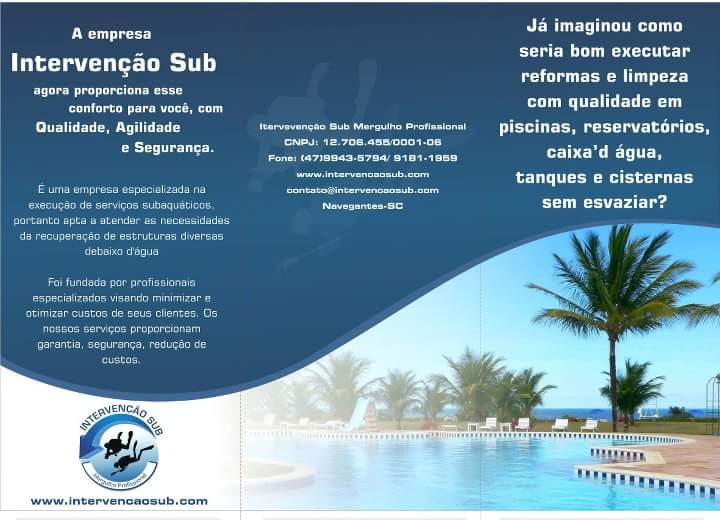 A empresa
Intervenção Sub
agora proporciona esse
conforto para você, com
Qualidade, Agilidade
e Segurança.
É uma empresa especializada na
execução de serviços subaquáticos,
portanto apta a atender as necessidades
da recuperação de estruturas diversas
debaixo d'água
Foi fundada por profissionais
especializados visando minimizar e
otimizar custos de seus clientes. Os
nossos serviços proporcionam
garantia, segurança, redução de
custos.
INTERVENCÃO SUB
Mergulho Profissional
www.intervencaosub.com
Itervevenção Sub Mergulho Profissional
CNPJ: 12.706.455/0001-06
Fone: (47)9943-5794/ 9181-1959
www.intervencaosub.com
contato@intervencaosub.com
Navegantes-SC
Já imaginou como
seria bom executar
reformas e limpeza
com qualidade em
piscinas, reservatórios,
caixa'd água,
tanques e cisternas
sem esvaziar?